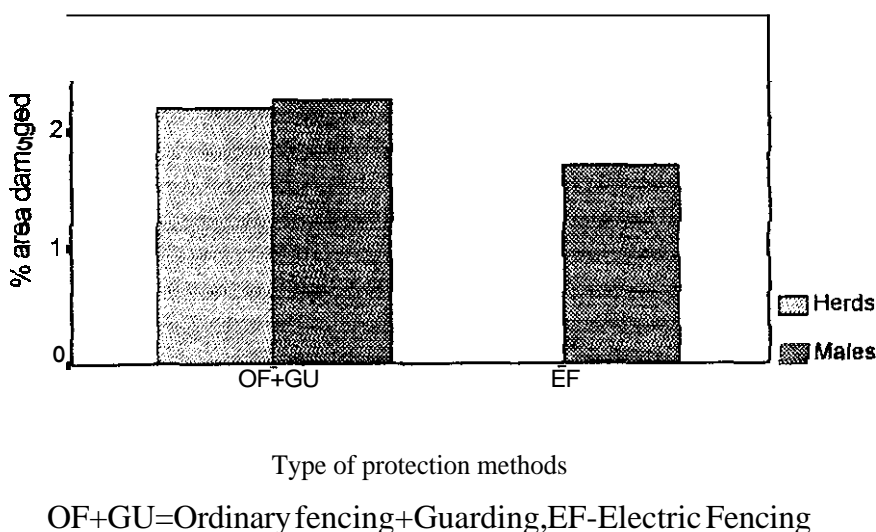 % area damaged
2
1
0
Herds
Males
OF+GU
EF
Type of protection methods
OF+GU=Ordinary fencing+Guarding,EF-Electric Fencing